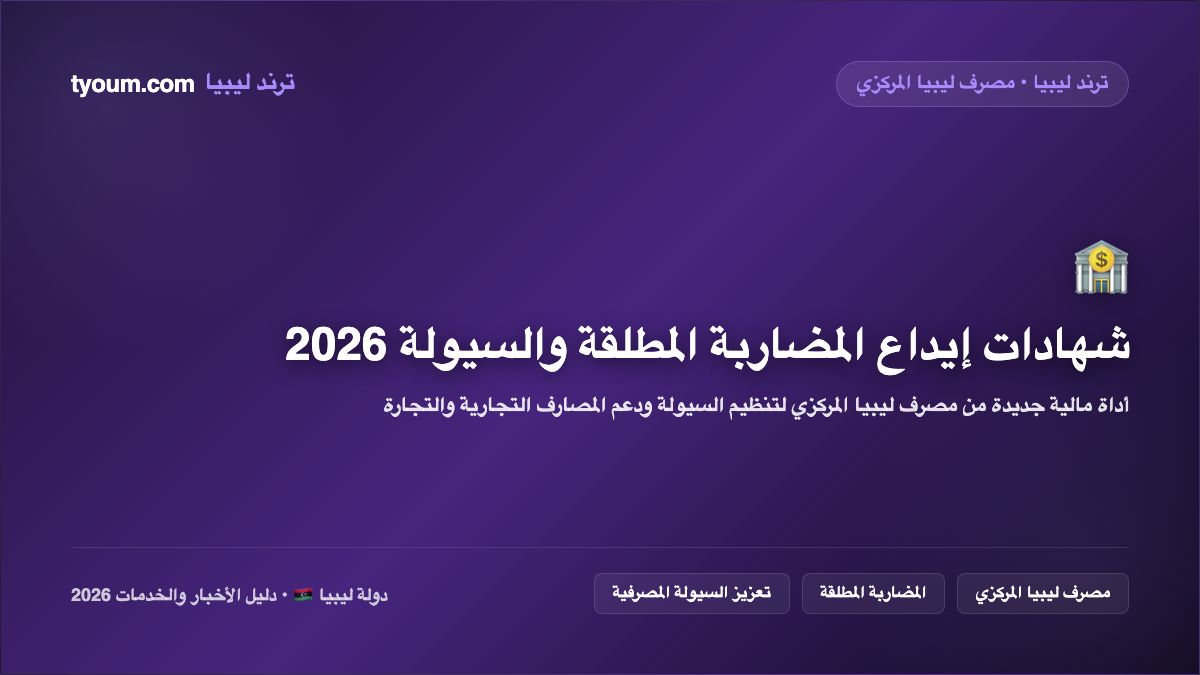 ترند ليبيا • مصرف ليبيا المركزي
ترند ليبيا tyoum.com
شهادات إيداع المضاربة المطلقة والسيولة 2026
أداة مالية جديدة من مصرف ليبيا المركزي لتنظيم السيولة ودعم المصارف التجارية والتجارة
مصرف ليبيا المركزي
المضاربة المطلقة
تعزيز السيولة المصرفية
دولة ليبيا 🇱🇾 • دليل الأخبار والخدمات 2026